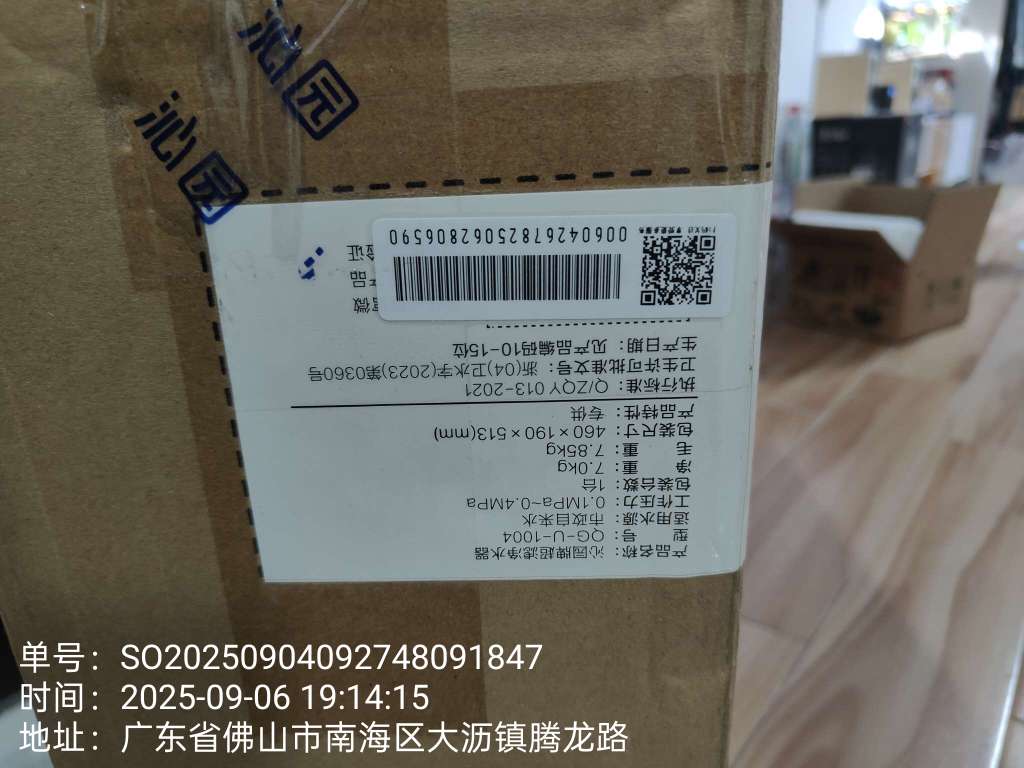 沁园
沁园
产品名称：沁园牌超滤净水器
型 号：QG-U-1004
适用水源：市政自来水
工作压力：0.1MPa~0.4MPa
包装台数：1台
净 重：7.0kg
毛 重：7.85kg
包装尺寸：460×190×513(mm)
产品特性：专供
执行标准：Q/ZQY 013-2021
卫生许可批准文号：浙(04)卫水字(2023)第0360号
生产日期：见产品编码10-15位
00604267825062806590
单号：SO20250904092748091847
时间：2025-09-06 19:14:15
地址：广东省佛山市南海区大沥镇腾龙路